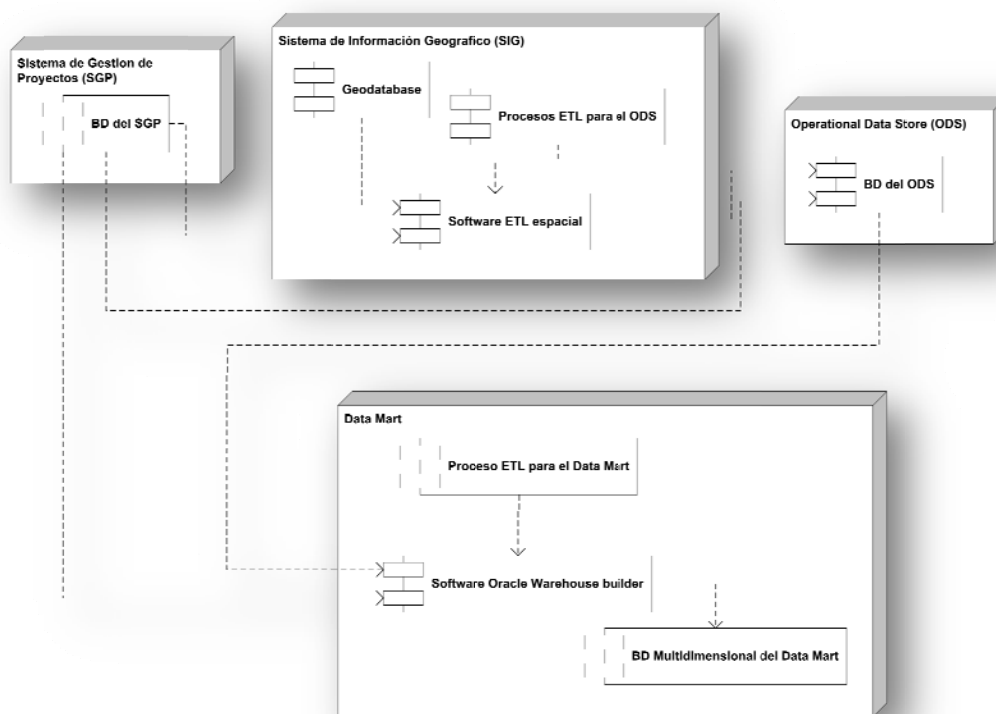 Sistema de Gestion de
Proyectos (SGP)
BD del SGP
Sistema de Información Geografico (SIG)
Geodatabase
Procesos ETL para el ODS
Software ETL espacial
Operational Data Store (ODS)
BD del ODS
Data Mart
Proceso ETL para el Data Mart
Software Oracle Warehouse builder
BD Multidimensional del Data Mart